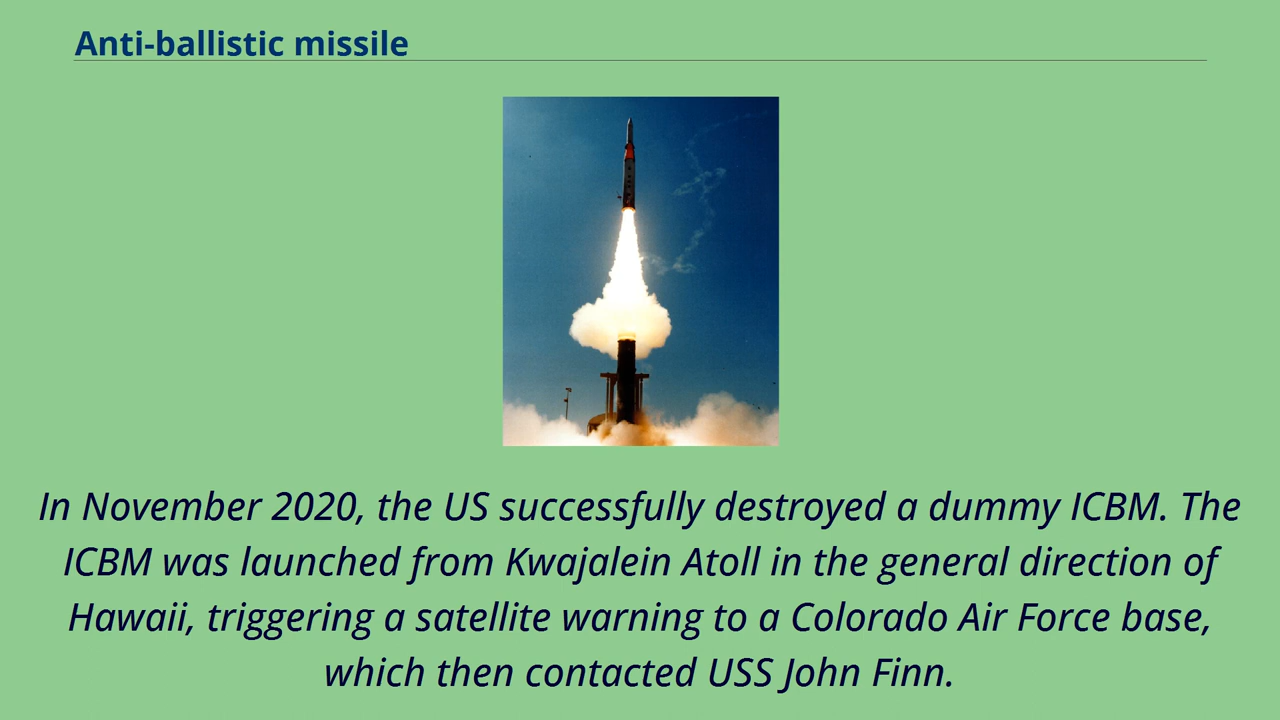 Anti-ballistic missile
In November 2020, the US successfully destroyed a dummy ICBM. The
ICBM was launched from Kwajalein Atoll in the general direction of
Hawaii, triggering a satellite warning to a Colorado Air Force base,
which then contacted USS John Finn.